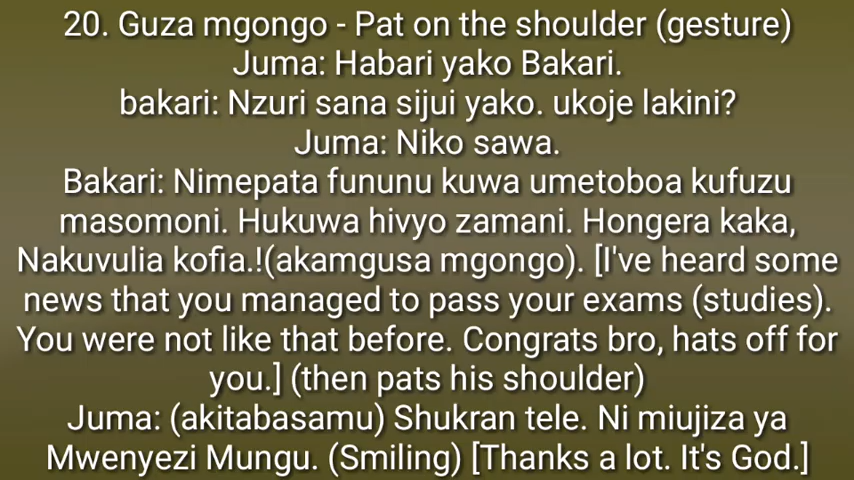 20. Guza mgongo - Pat on the shoulder (gesture)
Juma: Habari yako Bakari.
bakari: Nzuri sana sijui yako. ukoje lakini?
Juma: Niko sawa.
Bakari: Nimepata fununu kuwa umetoboa kufuzu
masomoni. Hukuwa hivyo zamani. Hongera kaka,
Nakuvulia kofia.!(akamgusa mgongo). [I've heard some
news that you managed to pass your exams (studies).
You were not like that before. Congrats bro, hats off for
you.] (then pats his shoulder)
Juma: (akitabasamu) Shukran tele. Ni miujiza ya
Mwenyezi Mungu. (Smiling) [Thanks a lot. It's God.]